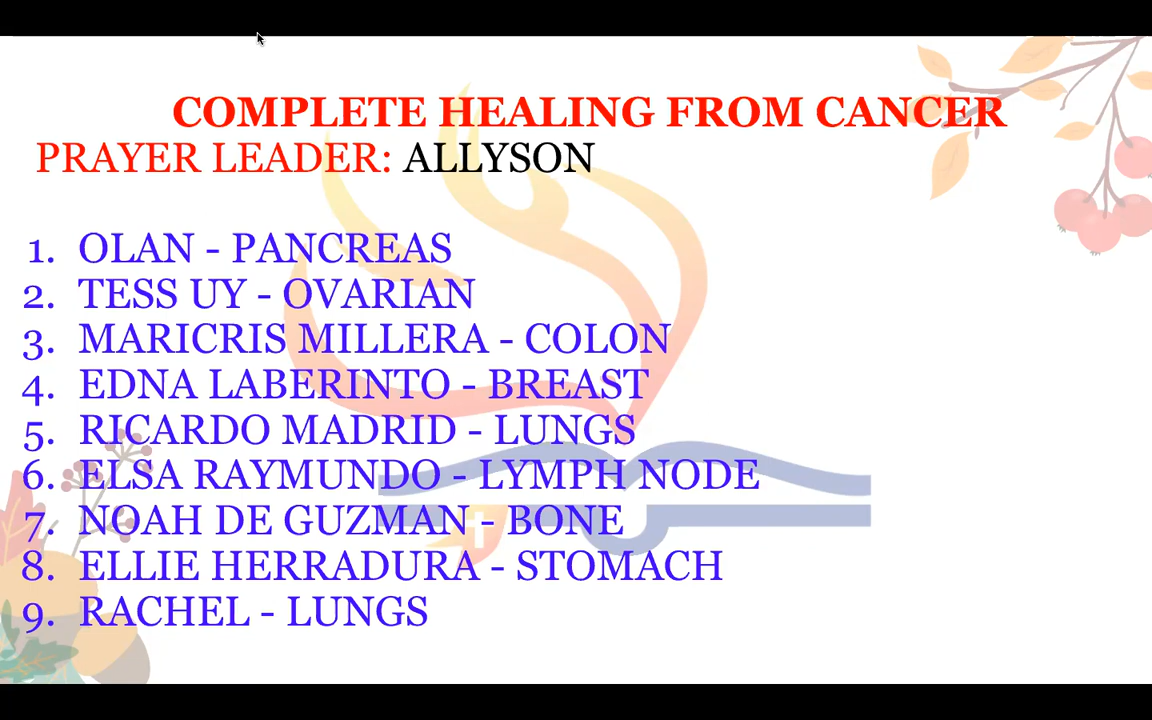 COMPLETE HEALING FROM CANCER
PRAYER LEADER: ALLYSON
1. OLAN - PANCREAS
2. TESS UY - OVARIAN
3. MARICRIS MILLERA - COLON
4. EDNA LABERINTO - BREAST
5. RICARDO MADRID - LUNGS
6. ELSA RAYMUNDO - LYMPH NODE
7. NOAH DE GUZMAN - BONE
8. ELLIE HERRADURA - STOMACH
9. RACHEL - LUNGS